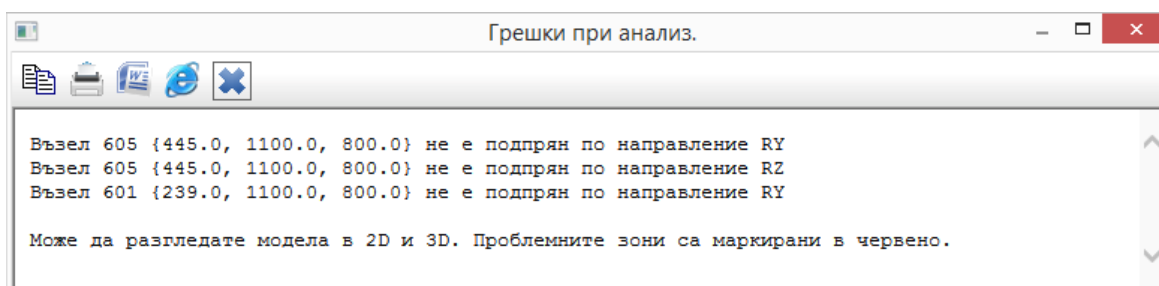 Грешки при анализ.
Възел 605 {445.0, 1100.0, 800.0} не е подпрян по направление RY
Възел 605 {445.0, 1100.0, 800.0} не е подпрян по направление RZ
Възел 601 {239.0, 1100.0, 800.0} не е подпрян по направление RY
Може да разгледате модела в 2D и 3D. Проблемните зони са маркирани в червено.